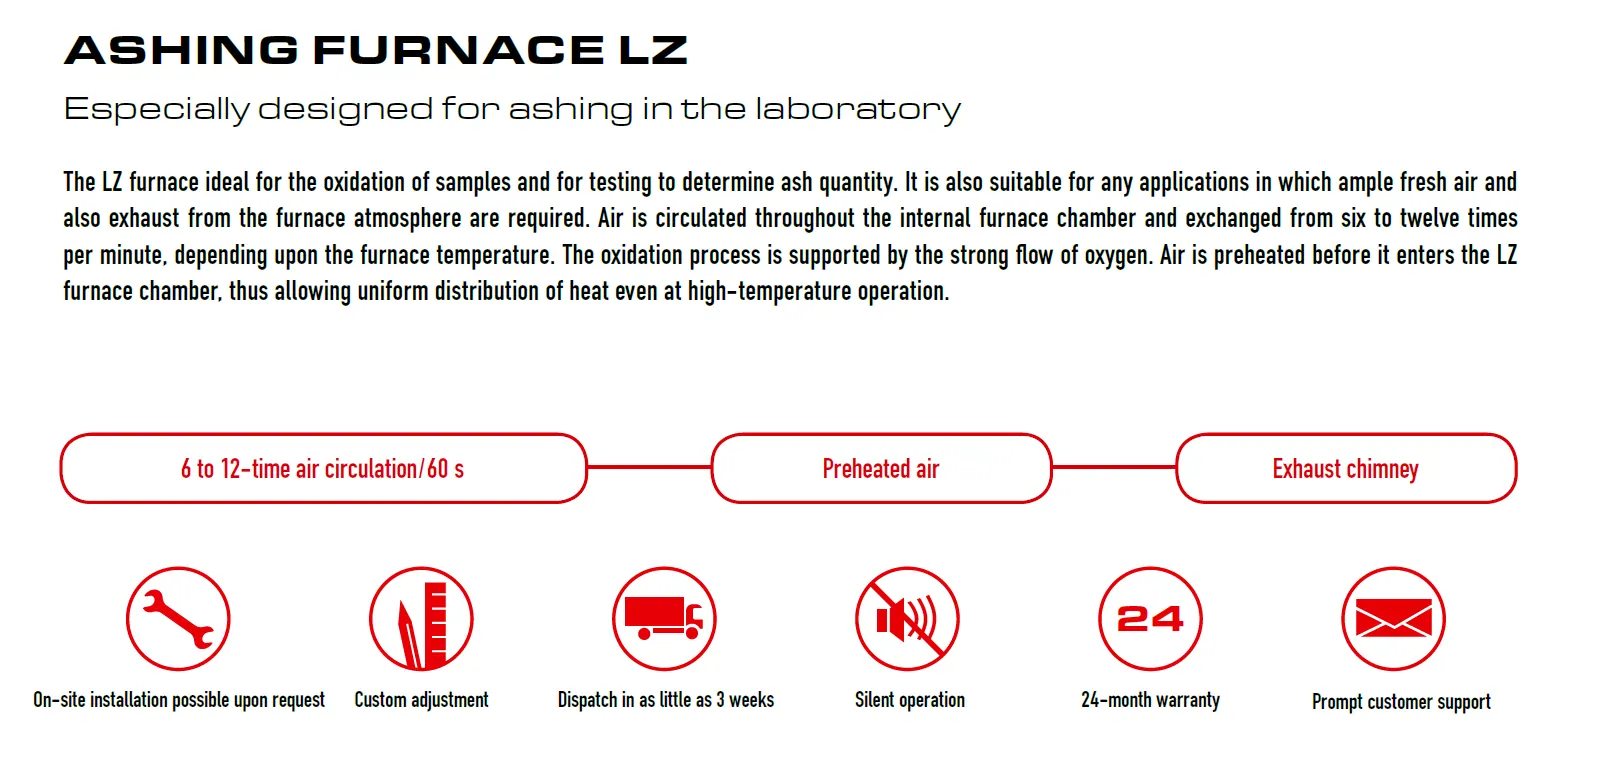 ASHING FURNACE LZ
Especially designed for ashing in the laboratory
The LZ furnace ideal for the oxidation of samples and for testing to determine ash quantity. It is also suitable for any applications in which ample fresh air and
also exhaust from the furnace atmosphere are required. Air is circulated throughout the internal furnace chamber and exchanged from six to twelve times
per minute, depending upon the furnace temperature. The oxidation process is supported by the strong flow of oxygen. Air is preheated before it enters the LZ
furnace chamber, thus allowing uniform distribution of heat even at high-temperature operation.
6 to 12-time air circulation/60 s
Preheated air
Exhaust chimney
24
On-site installation possible upon request
Custom adjustment
Dispatch in as little as 3 weeks
Silent operation
24-month warranty
Prompt customer support